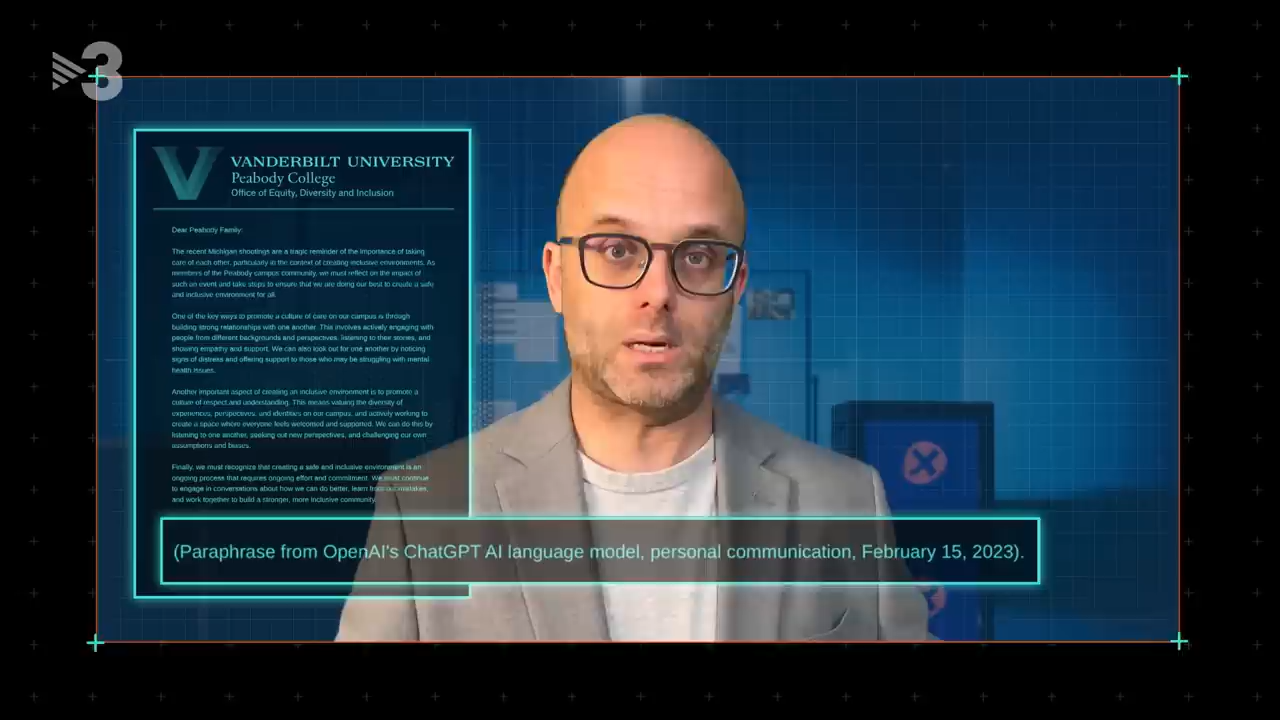 3
VANDERBILT UNIVERSITY
Peabody College
Office of Equity, Diversity and Inclusion
Dear Peabody Family:
The recent Michigan shootings are a tragic reminder of the importance of taking
care of each other, particularly in the context of creating inclusive environments. As
members of the Peabody campus community, we must reflect on the impact of
such an event and take steps to ensure that we are doing our best to create a safe
and inclusive environment for all.
One of the key ways to promote a culture of care on our campus is through
building strong relationships with one another. This involves actively engaging with
people from different backgrounds and perspectives, listening to their stories, and
showing empathy and support. We can also look out for one another by noticing
signs of distress and offering support to those who may be struggling with mental
health issues.
Another important aspect of creating an inclusive environment is to promote a
culture of respect and understanding. This means valuing the diversity of
experiences, perspectives, and identities on our campus, and actively working to
create a space where everyone feels welcomed and supported. We can do this by
listening to one another, seeking out new perspectives, and challenging our own
assumptions and biases.
Finally, we must recognize that creating a safe and inclusive environment is an
ongoing process that requires ongoing effort and commitment. We must continue
to engage in conversations about how we can do better, learn from our mistakes,
and work together to build a stronger, more inclusive community.
(Paraphrase from OpenAI's ChatGPT AI language model, personal communication, February 15, 2023).